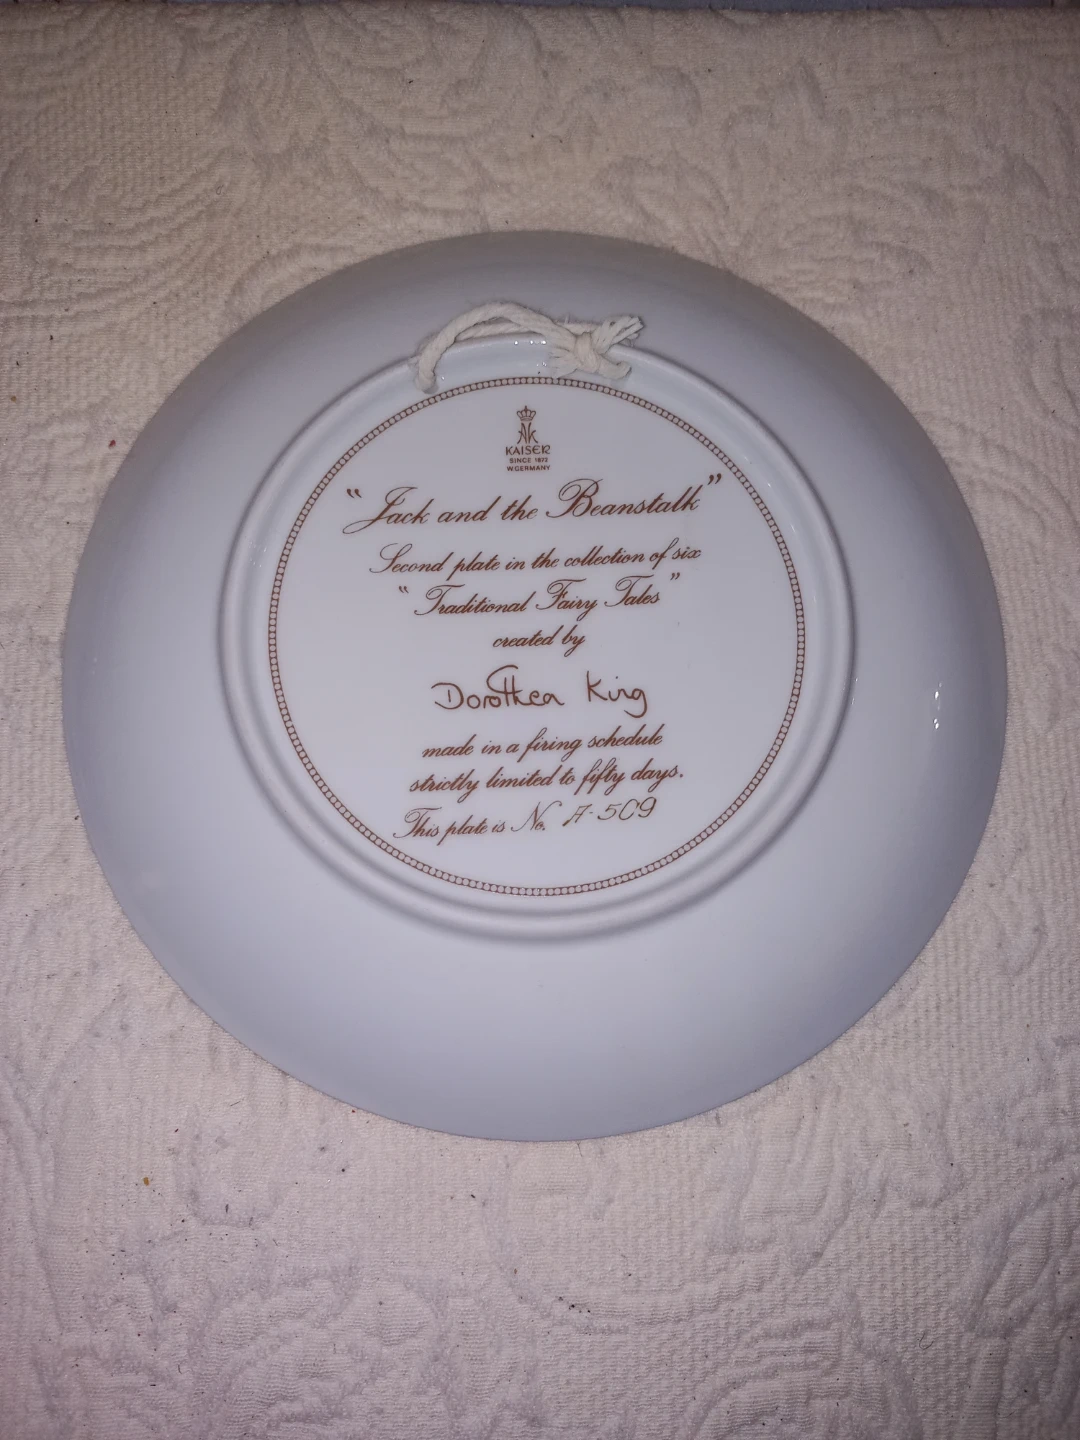 AK
KAISER
SINCE 1872
W.GERMANY
"Jack and the Beanstalk"
Second plate in the collection of six
"Traditional Fairy Tales"
created by
Dorothea King
made in a firing schedule
strictly limited to fifty days.
This plate is No. A-509